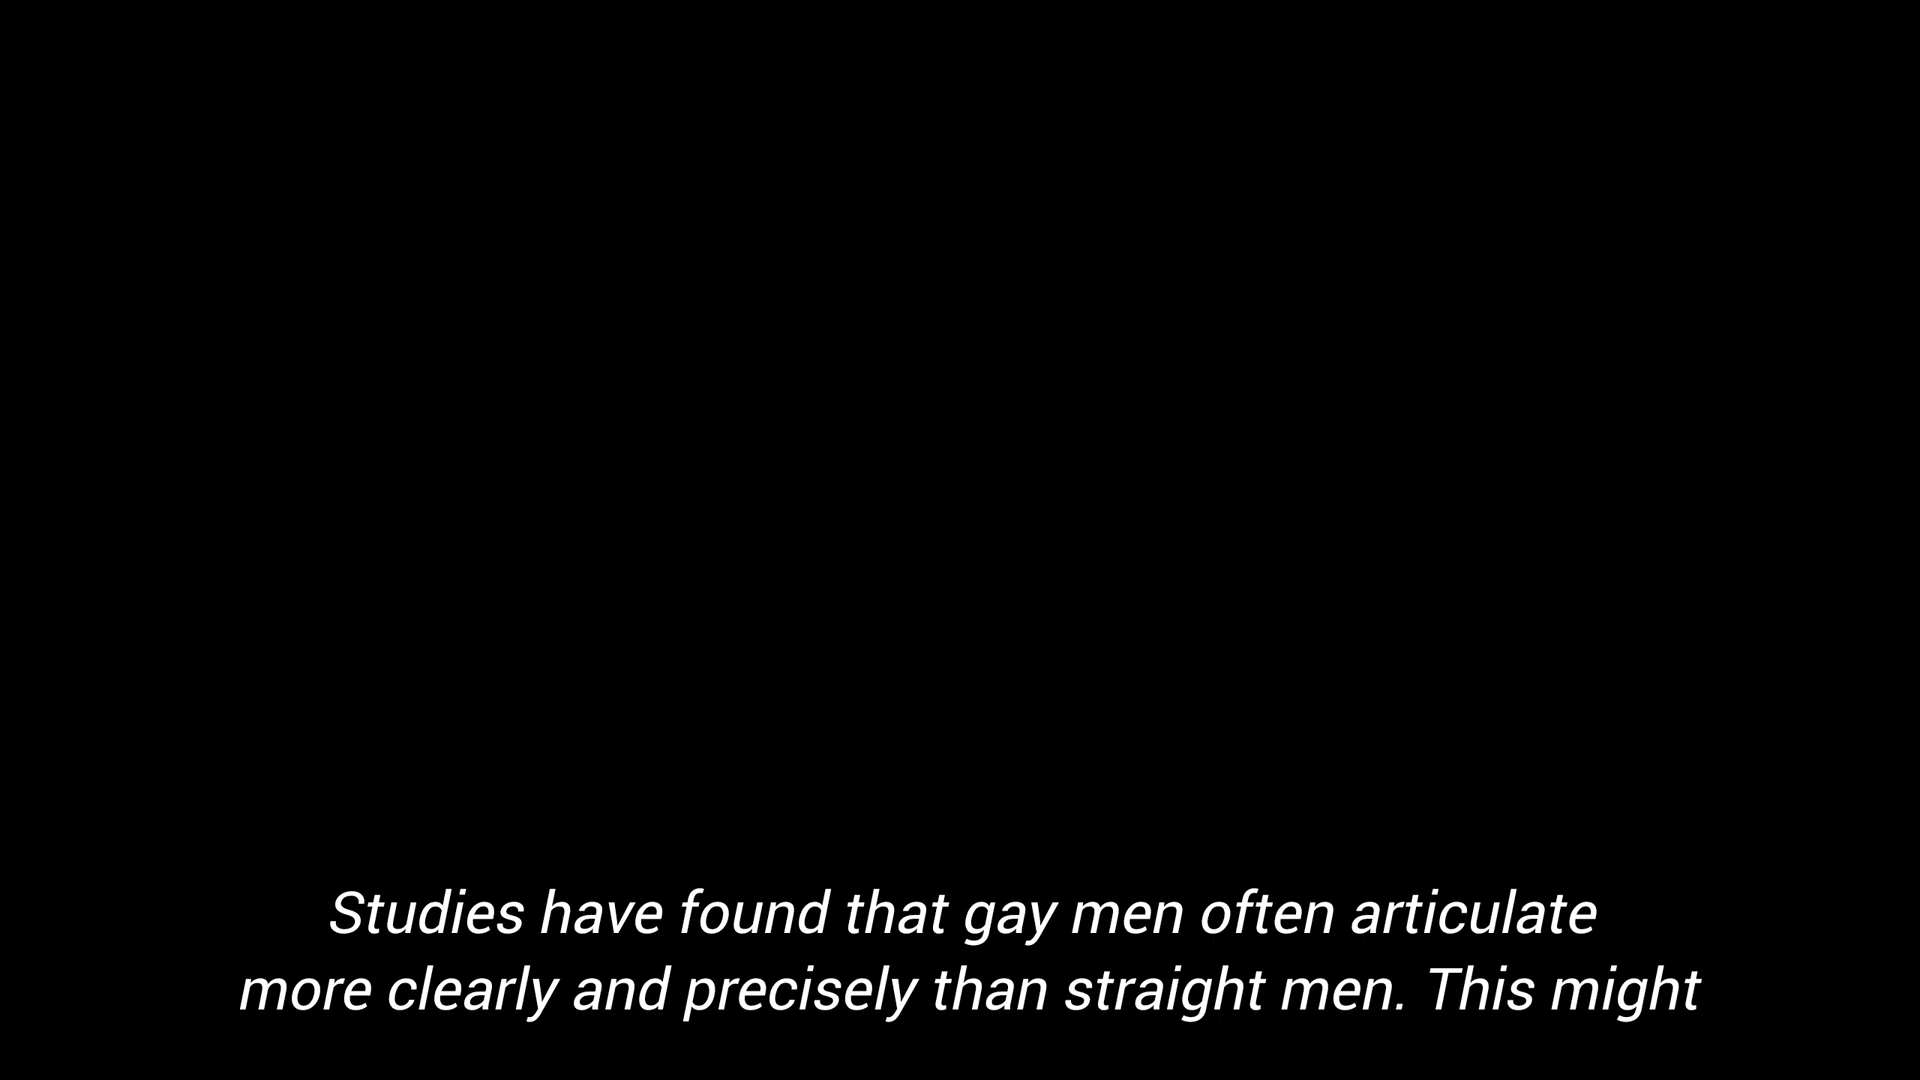 Studies have found that gay men often articulate
more clearly and precisely than straight men. This might